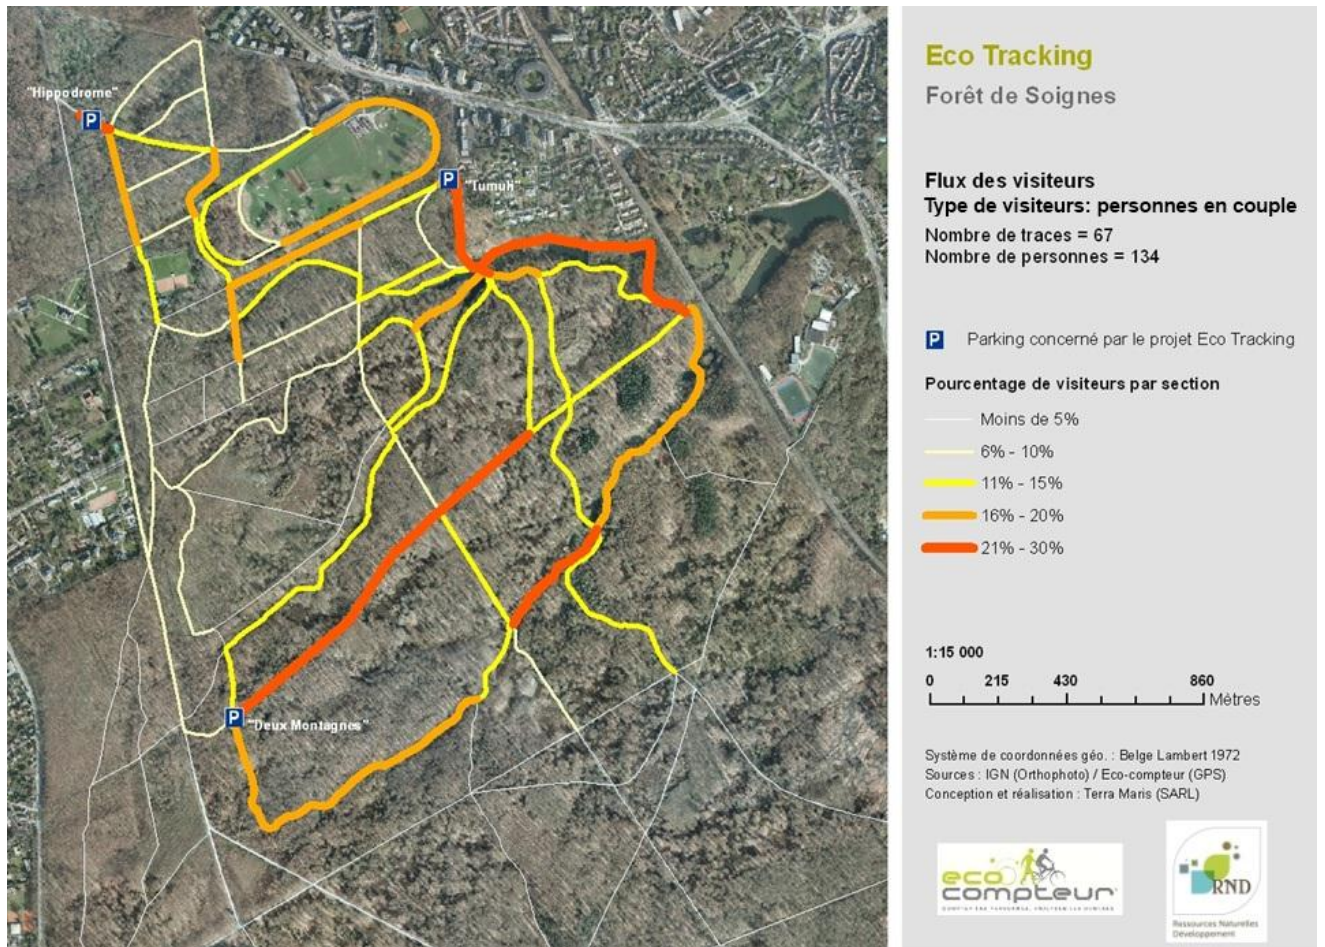 "Hippodrome"
P
P
"Tumuli"
P
"Deux Montagnes"
Eco Tracking
Forêt de Soignes
Flux des visiteurs
Type de visiteurs: personnes en couple
Nombre de traces = 67
Nombre de personnes = 134
P Parking concerné par le projet Eco Tracking
Pourcentage de visiteurs par section
Moins de 5%
6% - 10%
11% - 15%
16% - 20%
21% - 30%
1:15 000
0 215 430 860
Mètres
Système de coordonnées géo. : Belge Lambert 1972
Sources : IGN (Orthophoto) / Eco-compteur (GPS)
Conception et réalisation : Terra Maris (SARL)
eco
compteur
RND
Ressources Naturelles
Développement